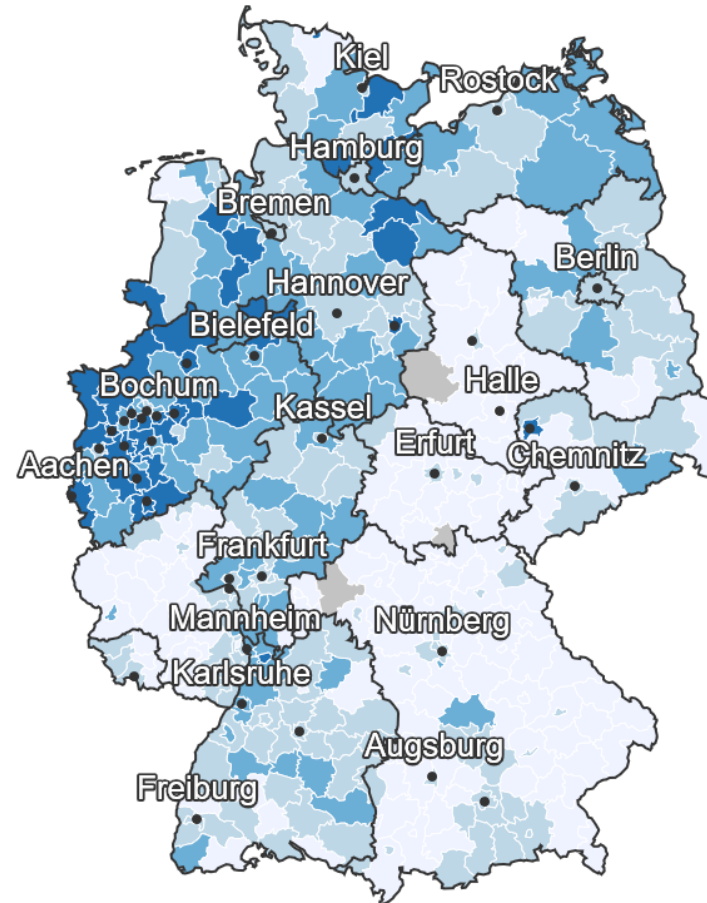 Kiel
Rostock
Hamburg
Bremen
Berlin
Hannover
Bielefeld
Bochum
Halle
Kassel
Erfurt
Chemnitz
Aachen
Frankfurt
Mannheim
Nürnberg
Karlsruhe
Augsburg
Freiburg